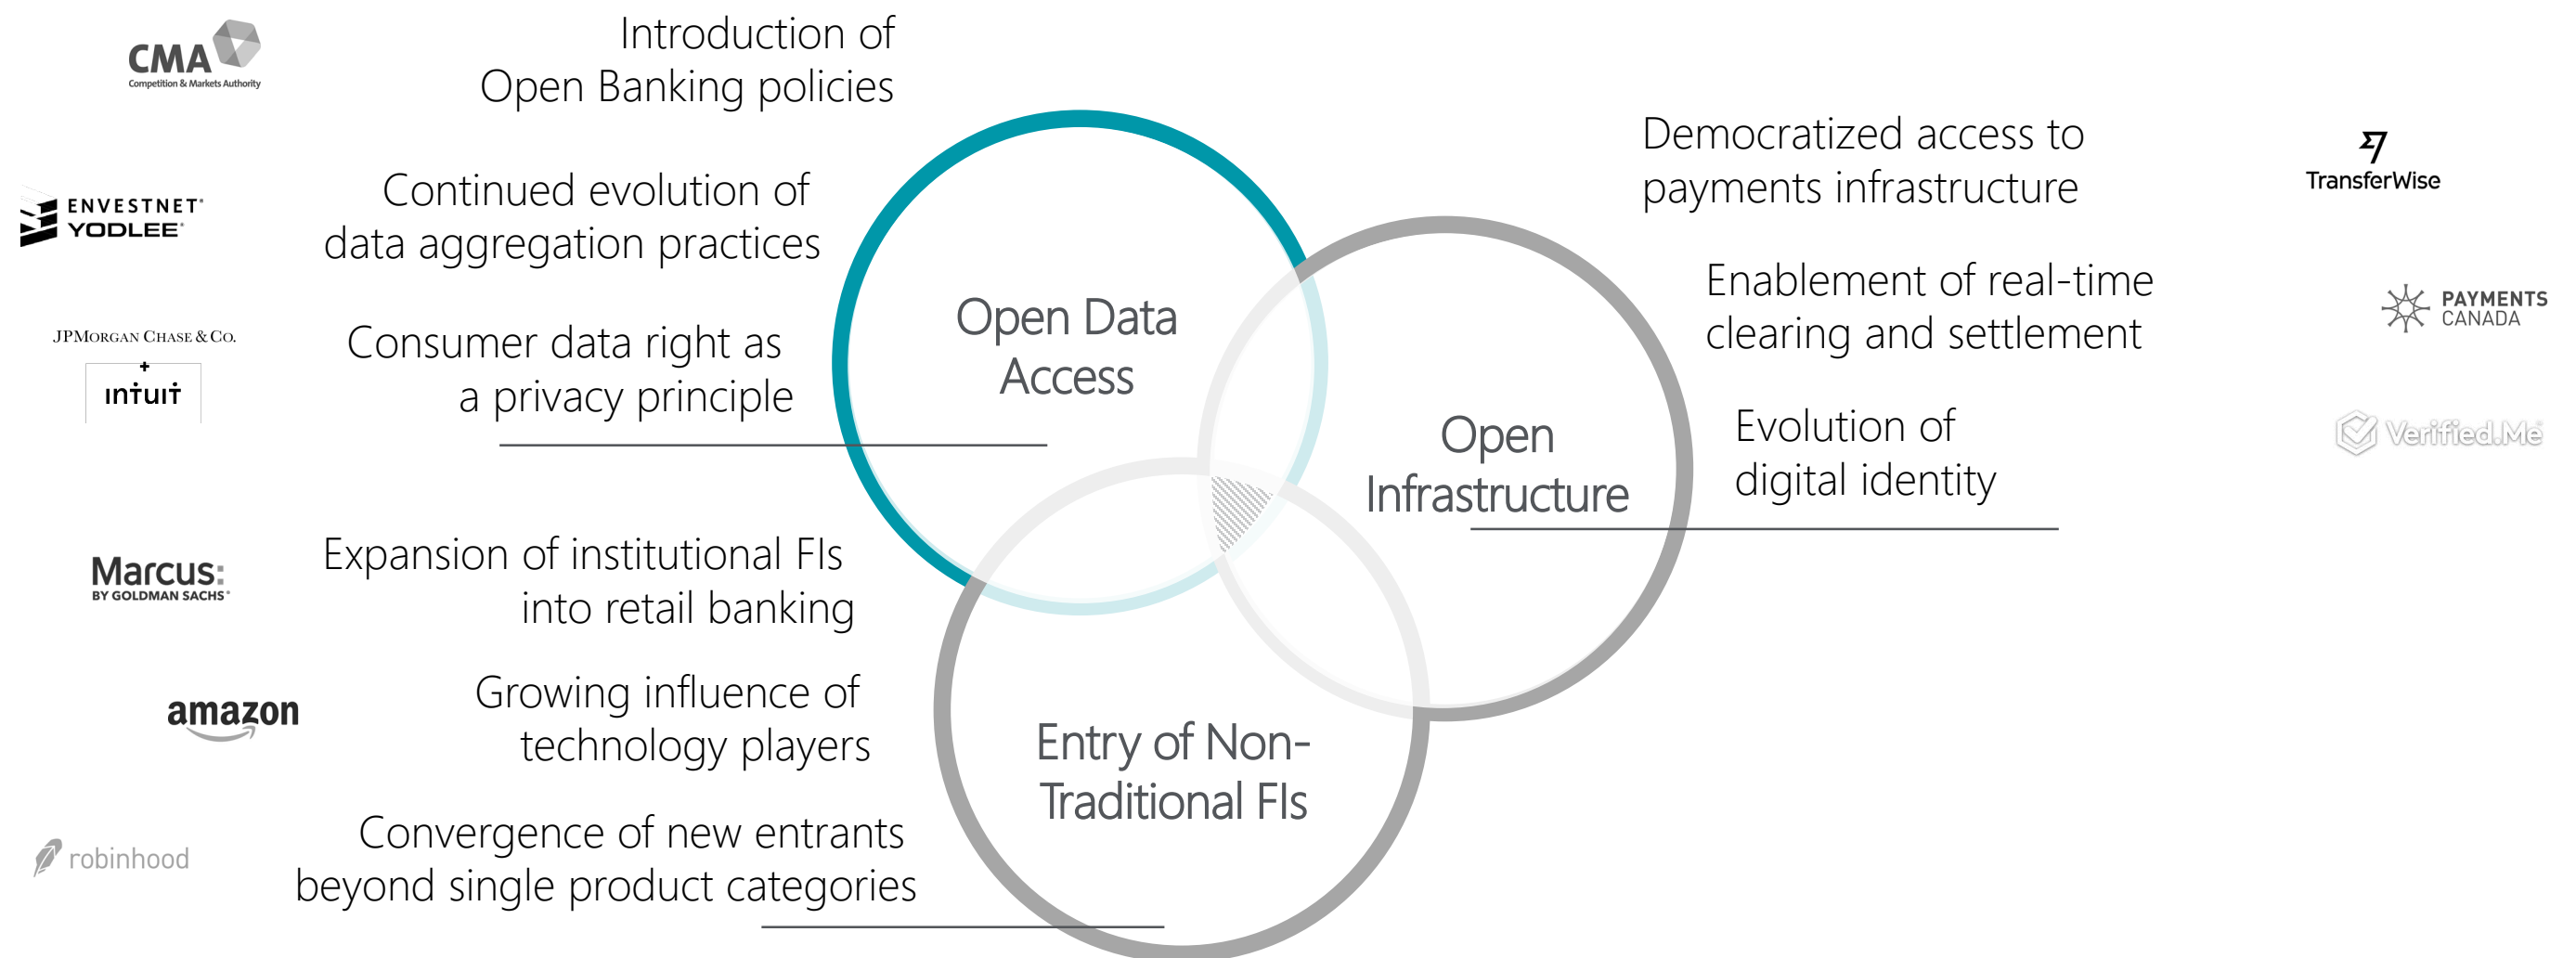 CMA
Competition & Markets Authority
Introduction of
Open Banking policies
ENVESTNET®
YODLEE®
Continued evolution of
data aggregation practices
JPMORGAN CHASE & CO.
+
intuit
Consumer data right as
a privacy principle
Open Data
Access
Democratized access to
payments infrastructure
TransferWise
Enablement of real-time
clearing and settlement
PAYMENTS
CANADA
Evolution of
digital identity
Verified.Me
Open
Infrastructure
Marcus:
BY GOLDMAN SACHS®
Expansion of institutional FIs
into retail banking
amazon
Growing influence of
technology players
Entry of Non-
Traditional FIs
robinhood
Convergence of new entrants
beyond single product categories